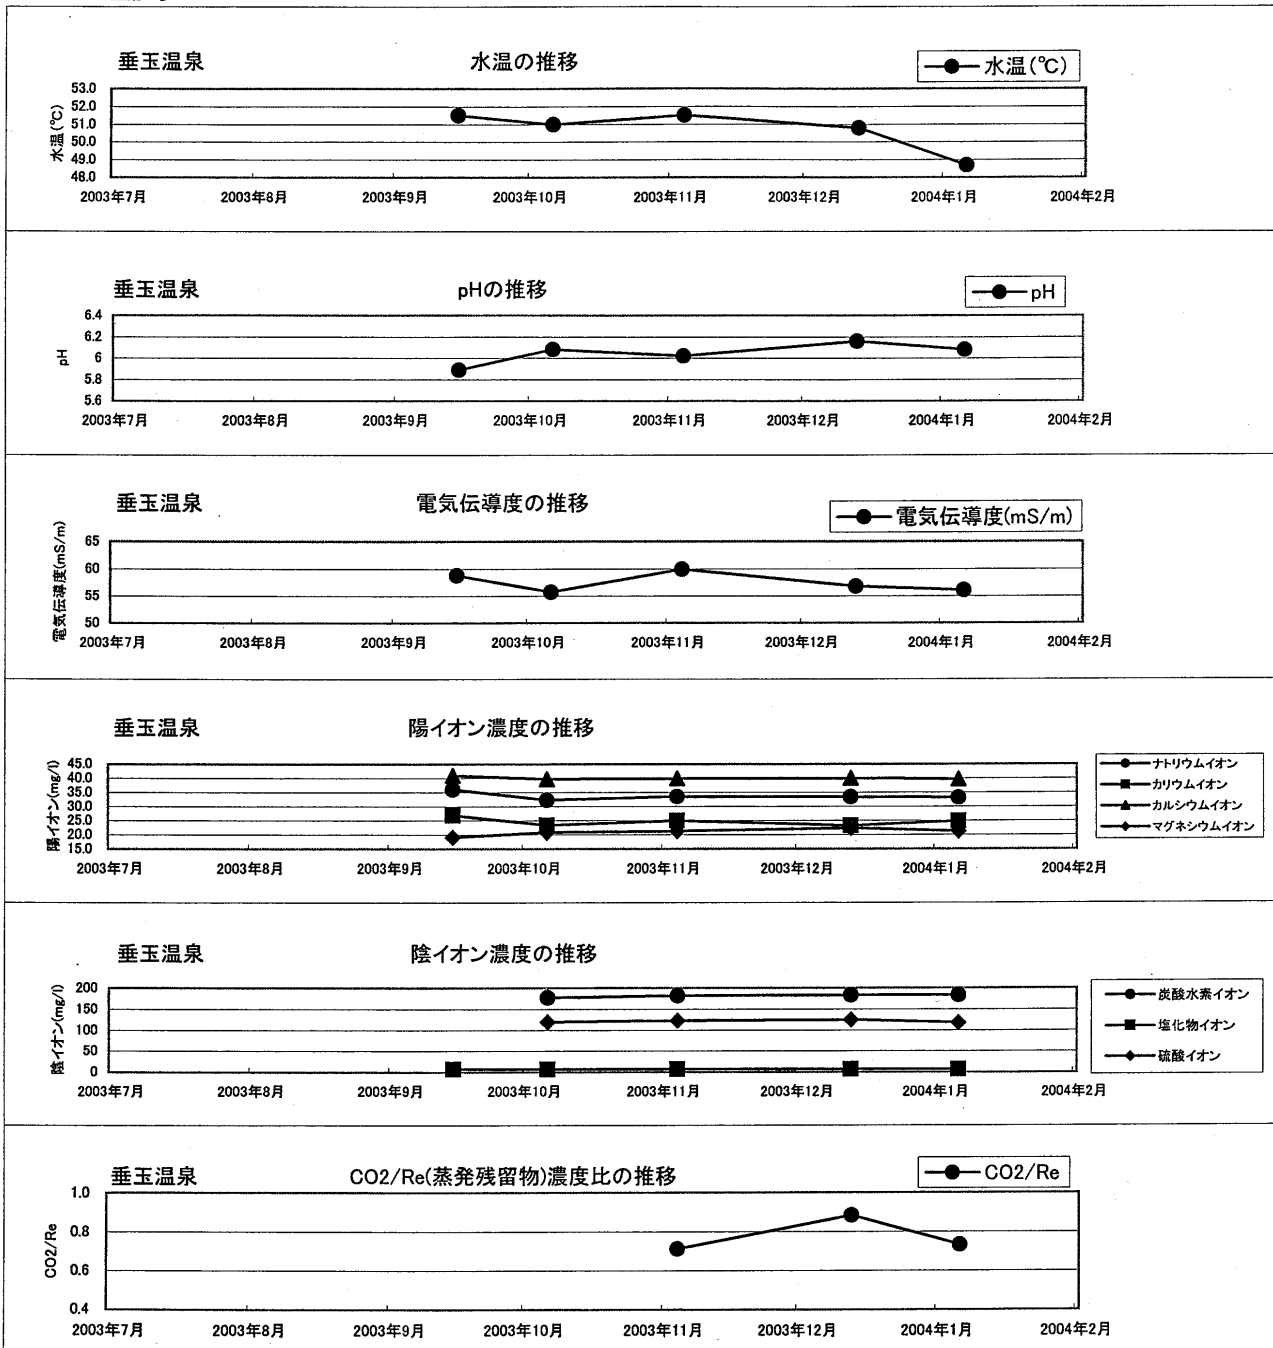 垂玉温泉 水温の推移 水温(℃)
水温(℃)
53.0
52.0
51.0
50.0
49.0
48.0
2003年7月 2003年8月 2003年9月 2003年10月 2003年11月 2003年12月 2004年1月 2004年2月
垂玉温泉 pHの推移 pH
pH
6.4
6.2
6
5.8
5.6
2003年7月 2003年8月 2003年9月 2003年10月 2003年11月 2003年12月 2004年1月 2004年2月
垂玉温泉 電気伝導度の推移 電気伝導度(mS/m)
電気伝導度(mS/m)
65
60
55
50
2003年7月 2003年8月 2003年9月 2003年10月 2003年11月 2003年12月 2004年1月 2004年2月
垂玉温泉 陽イオン濃度の推移
陽イオン(mg/l)
45.0
40.0
35.0
30.0
25.0
20.0
15.0
ナトリウムイオン
カリウムイオン
カルシウムイオン
マグネシウムイオン
2003年7月 2003年8月 2003年9月 2003年10月 2003年11月 2003年12月 2004年1月 2004年2月
垂玉温泉 陰イオン濃度の推移
陰イオン(mg/l)
200
150
100
50
0
炭酸水素イオン
塩化物イオン
硫酸イオン
2003年7月 2003年8月 2003年9月 2003年10月 2003年11月 2003年12月 2004年1月 2004年2月
垂玉温泉 CO2/Re(蒸発残留物)濃度比の推移 CO2/Re
CO2/Re
1.0
0.8
0.6
0.4
2003年7月 2003年8月 2003年9月 2003年10月 2003年11月 2003年12月 2004年1月 2004年2月